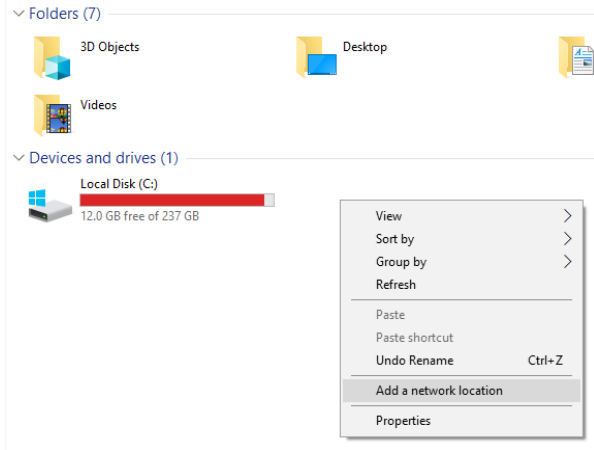 Folders (7)
3D Objects
Desktop
Videos
Devices and drives (1)
Local Disk (C:)
12.0 GB free of 237 GB
View
Sort by
Group by
Refresh
Paste
Paste shortcut
Undo Rename Ctrl+Z
Add a network location
Properties